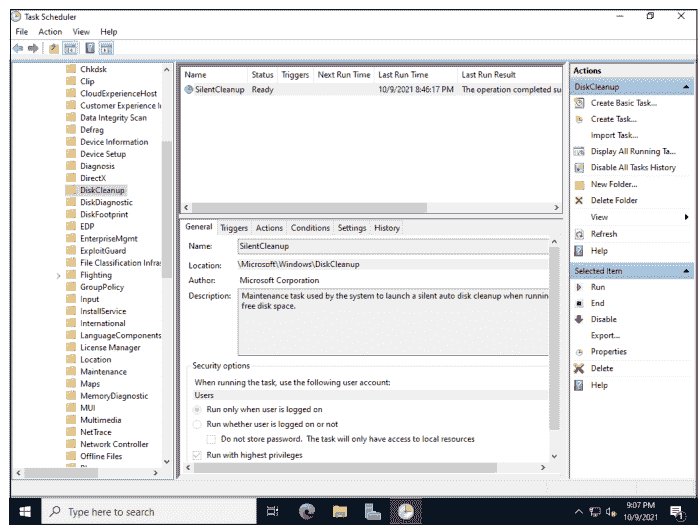 Task Scheduler
File Action View Help
Chkdsk
Clip
CloudExperienceHost
Customer Experience I
Data Integrity Scan
Defrag
Device Information
Device Setup
Diagnosis
DirectX
DiskCleanup
DiskDiagnostic
DiskFootprint
EDP
EnterpriseMgmt
ExploitGuard
File Classification Infras
Flighting
GroupPolicy
Input
InstallService
International
LanguageComponents
License Manager
Location
Maintenance
Maps
MemoryDiagnostic
MUI
Multimedia
NetTrace
Network Controller
Offline Files
Name Status Triggers Next Run Time Last Run Time Last Run Result
SilentCleanup Ready 10/9/2021 8:46:17 PM The operation completed su
General Triggers Actions Conditions Settings History
Name: SilentCleanup
Location: \Microsoft\Windows\DiskCleanup
Author: Microsoft Corporation
Description: Maintenance task used by the system to launch a silent auto disk cleanup when runnin
free disk space.
Security options
When running the task, use the following user account:
Users
Run only when user is logged on
Run whether user is logged on or not
Do not store password. The task will only have access to local resources
Run with highest privileges
Actions
DiskCleanup
Create Basic Task...
Create Task...
Import Task...
Display All Running Ta...
Disable All Tasks History
New Folder...
Delete Folder
View
Refresh
Help
Selected Item
Run
End
Disable
Export...
Properties
Delete
Help
Type here to search
9:07 PM
10/9/2021